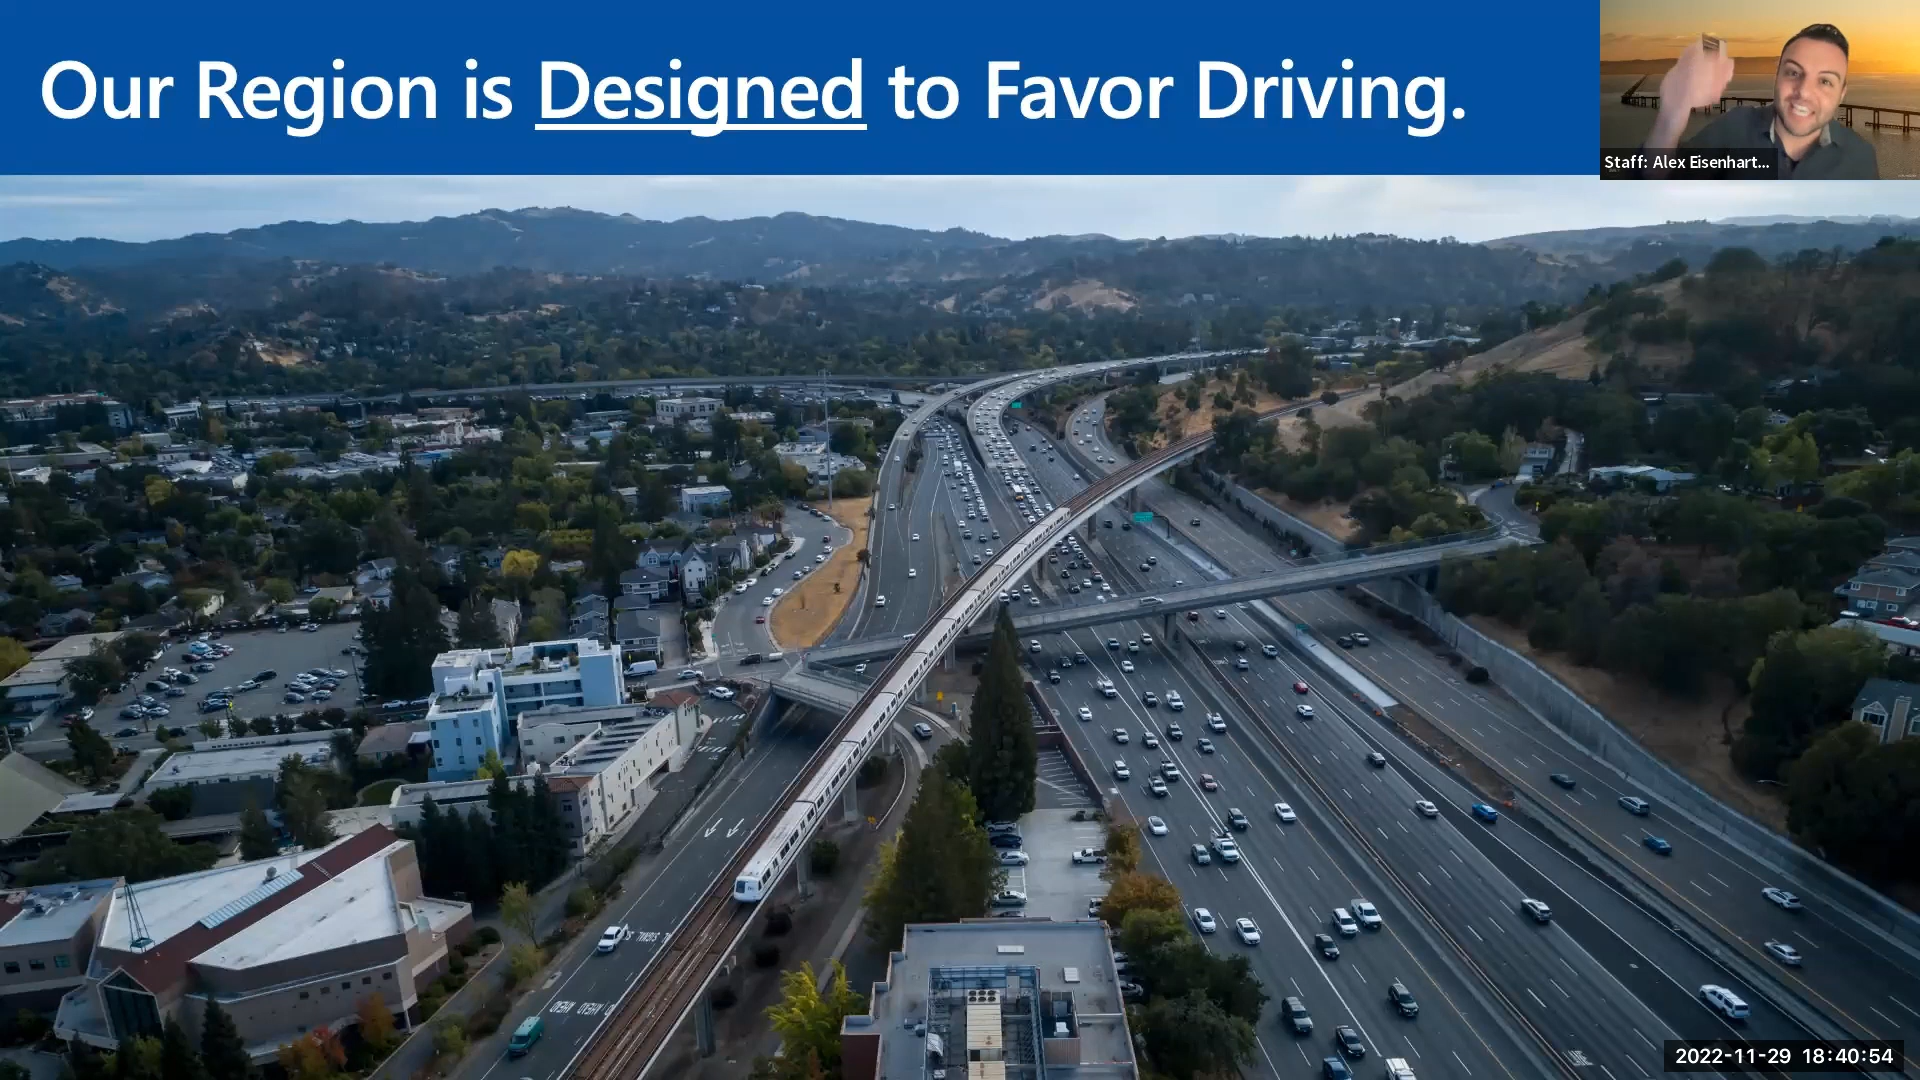 Our Region is Designed to Favor Driving.
Staff: Alex Eisenhart...
2022-11-29 18:40:54